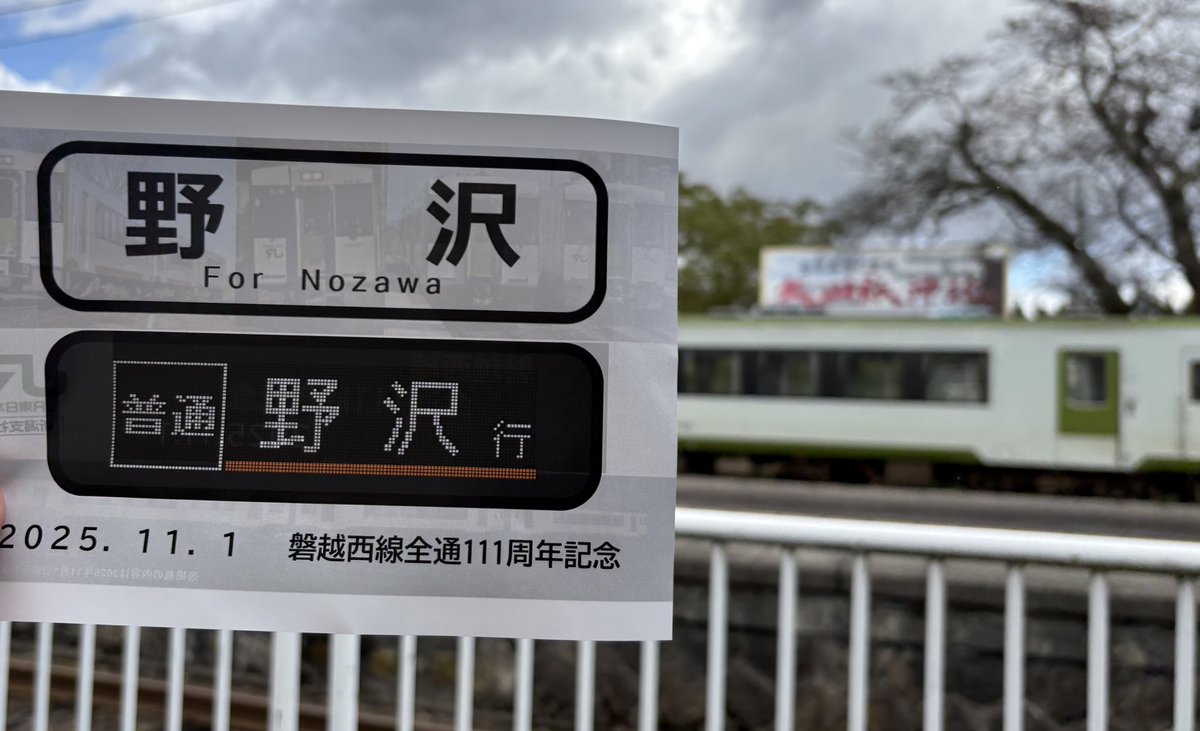 野沢
For Nozawa
普通 野沢 行
2025. 11. 1 磐越西線全通111周年記念